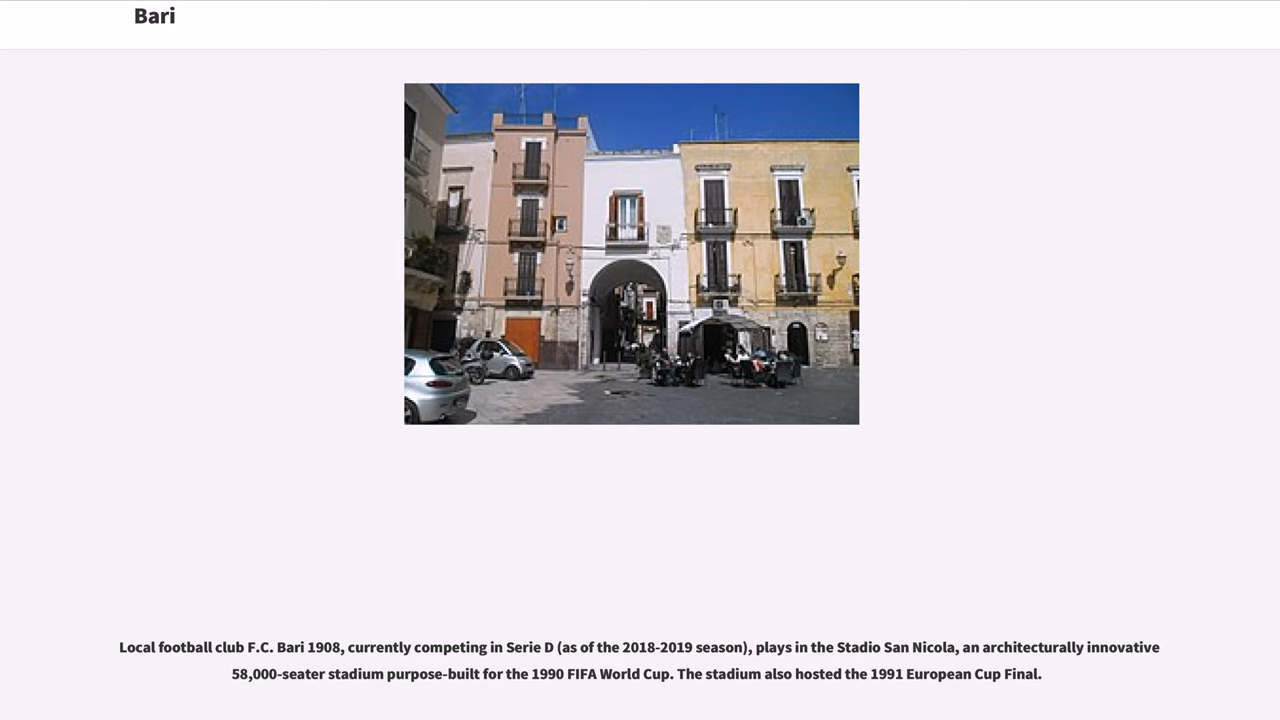 Bari
Local football club F.C. Bari 1908, currently competing in Serie D (as of the 2018-2019 season), plays in the Stadio San Nicola, an architecturally innovative
58,000-seater stadium purpose-built for the 1990 FIFA World Cup. The stadium also hosted the 1991 European Cup Final.